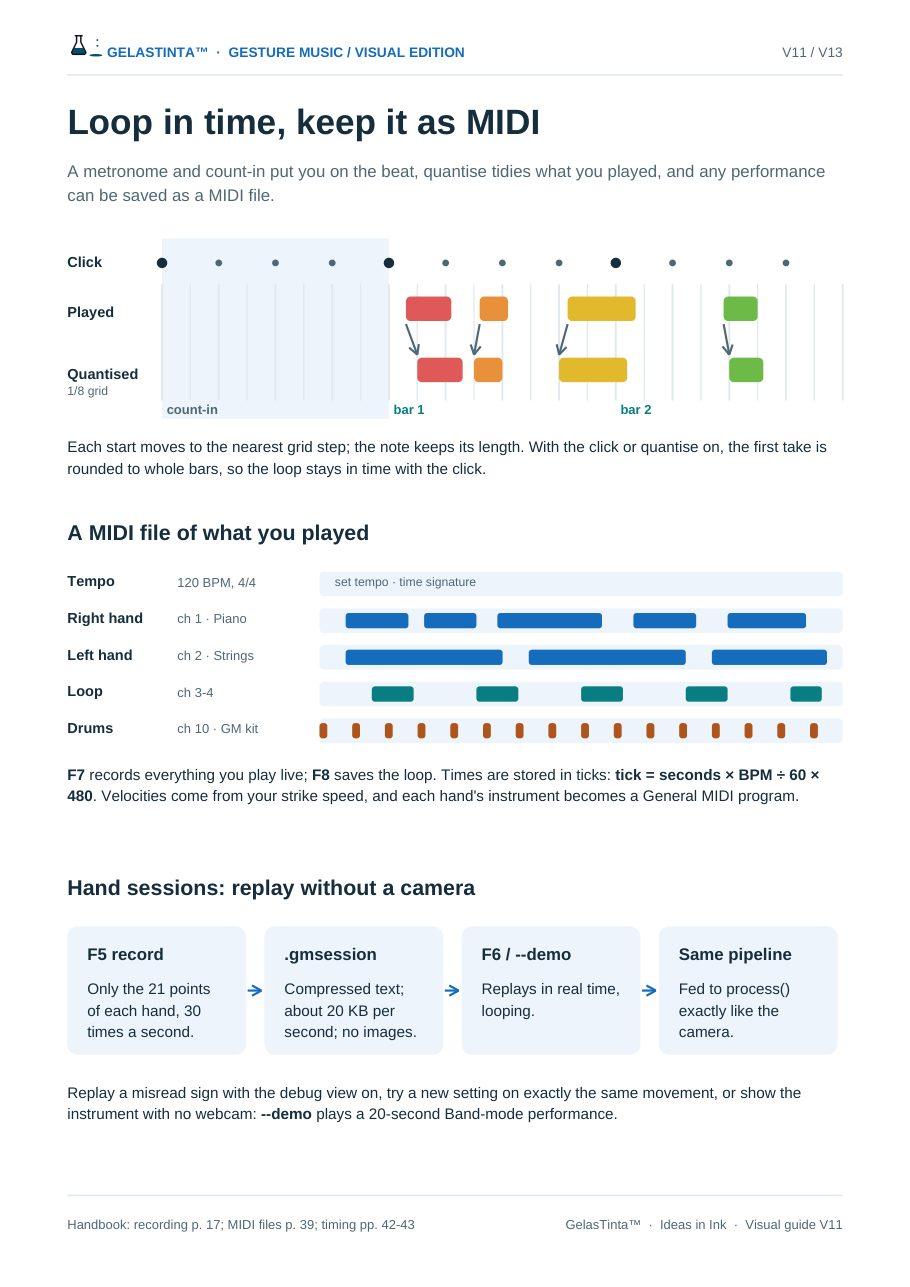 GELASTINTA™ · GESTURE MUSIC / VISUAL EDITION V11 / V13
Loop in time, keep it as MIDI
A metronome and count-in put you on the beat, quantise tidies what you played, and any performance
can be saved as a MIDI file.
Click
Played
Quantised
1/8 grid
count-in bar 1 bar 2
Each start moves to the nearest grid step; the note keeps its length. With the click or quantise on, the first take is
rounded to whole bars, so the loop stays in time with the click.
A MIDI file of what you played
Tempo 120 BPM, 4/4 set tempo · time signature
Right hand ch 1 · Piano
Left hand ch 2 · Strings
Loop ch 3-4
Drums ch 10 · GM kit
F7 records everything you play live; F8 saves the loop. Times are stored in ticks: tick = seconds × BPM ÷ 60 ×
480. Velocities come from your strike speed, and each hand's instrument becomes a General MIDI program.
Hand sessions: replay without a camera
F5 record
Only the 21 points
of each hand, 30
times a second.
.gmsession
Compressed text;
about 20 KB per
second; no images.
F6 / --demo
Replays in real time,
looping.
Same pipeline
Fed to process()
exactly like the
camera.
Replay a misread sign with the debug view on, try a new setting on exactly the same movement, or show the
instrument with no webcam: --demo plays a 20-second Band-mode performance.
Handbook: recording p. 17; MIDI files p. 39; timing pp. 42-43 GelasTinta™ · Ideas in Ink · Visual guide V11